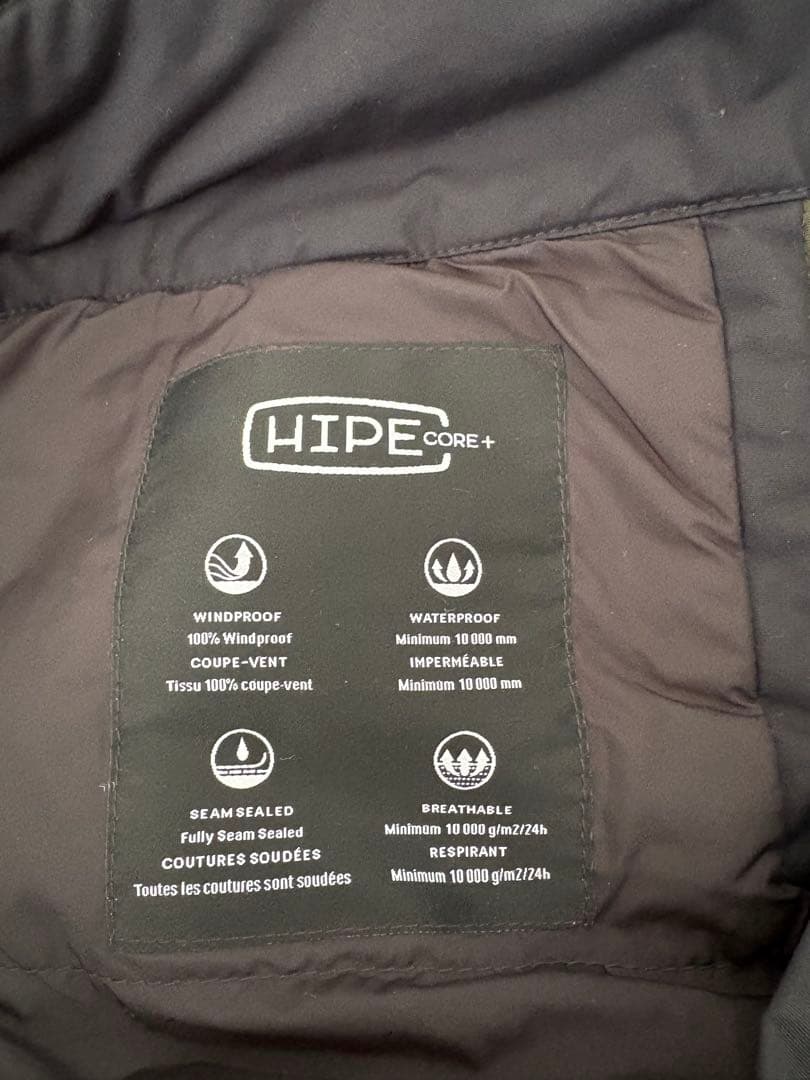 HIPE CORE+
WINDPROOF
100% Windproof
COUPE-VENT
Tissu 100% coupe-vent
WATERPROOF
Minimum 10 000 mm
IMPERMÉABLE
Minimum 10 000 mm
SEAM SEALED
Fully Seam Sealed
COUTURES SOUDÉES
Toutes les coutures sont soudées
BREATHABLE
Minimum 10 000 g/m2/24h
RESPIRANT
Minimum 10 000 g/m2/24h